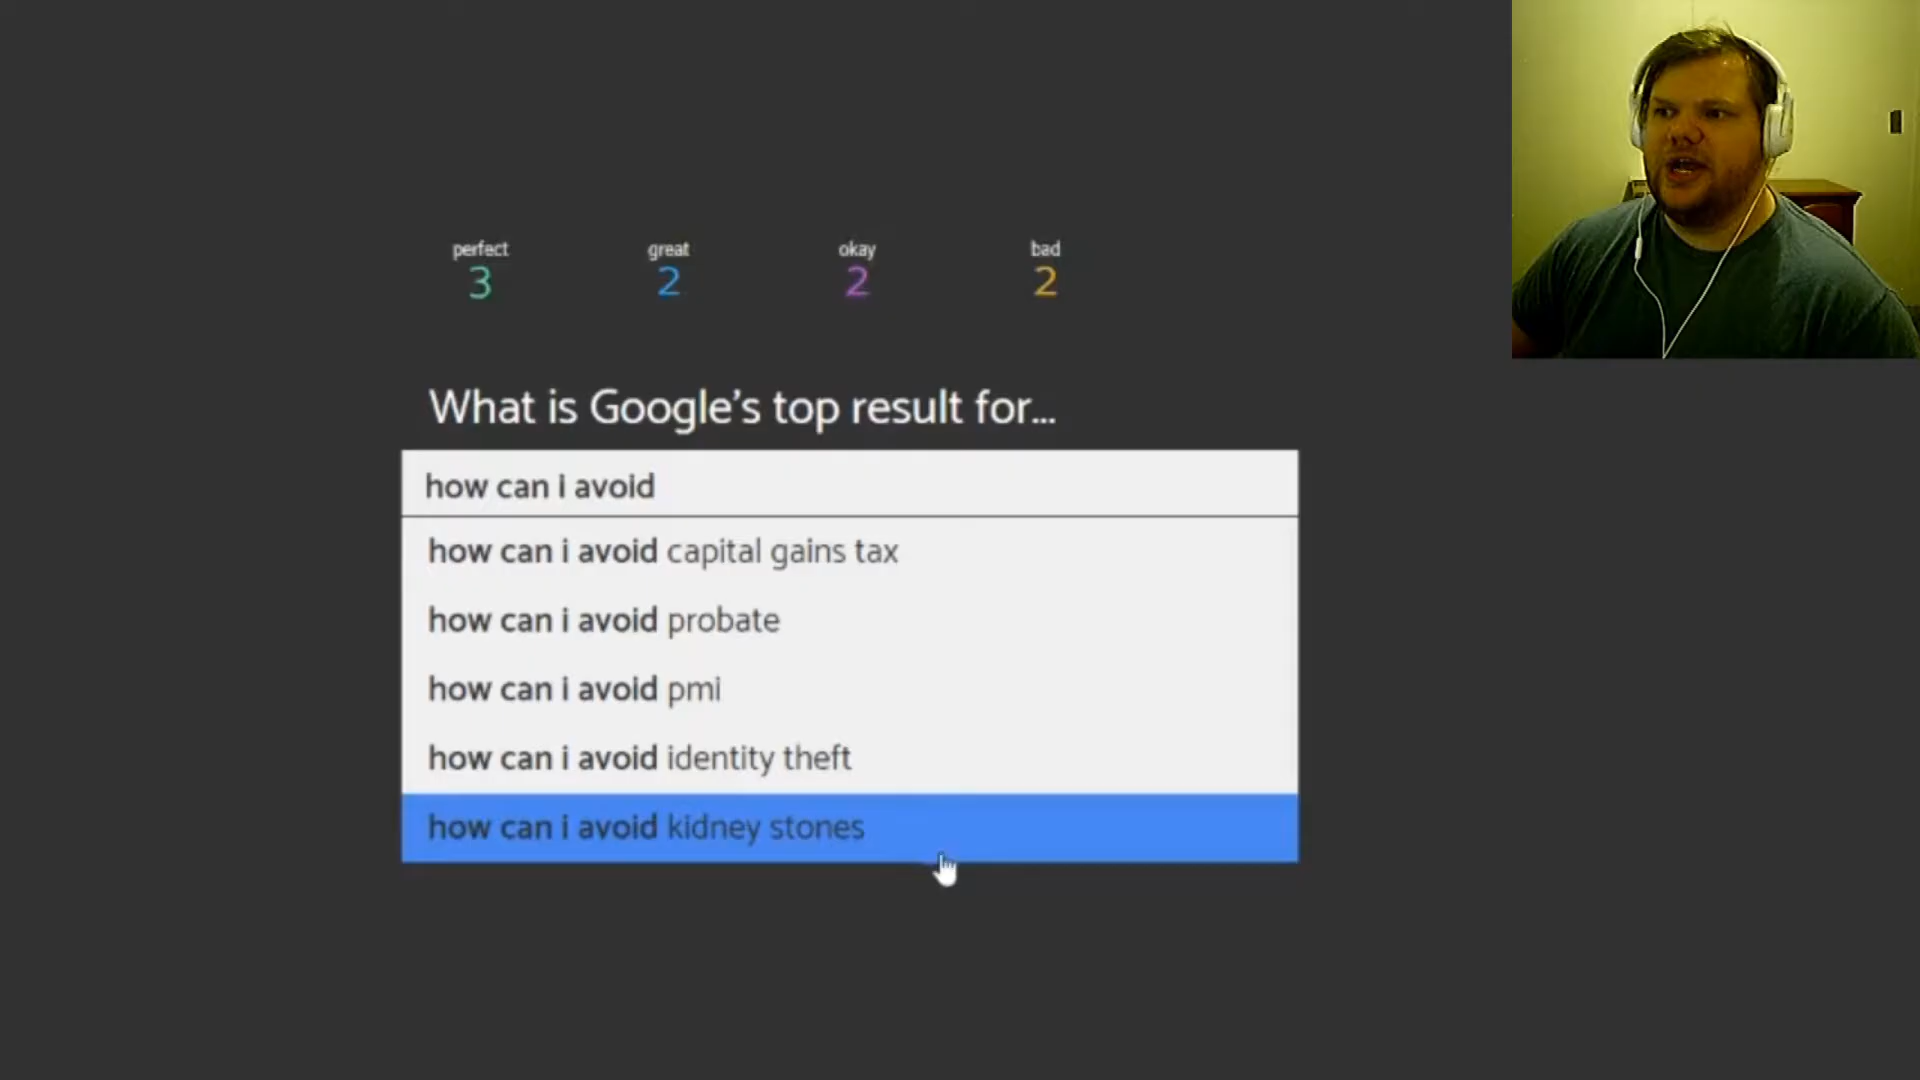 perfect great okay bad
3 2 2 2
What is Google's top result for...
how can i avoid
how can i avoid capital gains tax
how can i avoid probate
how can i avoid pmi
how can i avoid identity theft
how can i avoid kidney stones